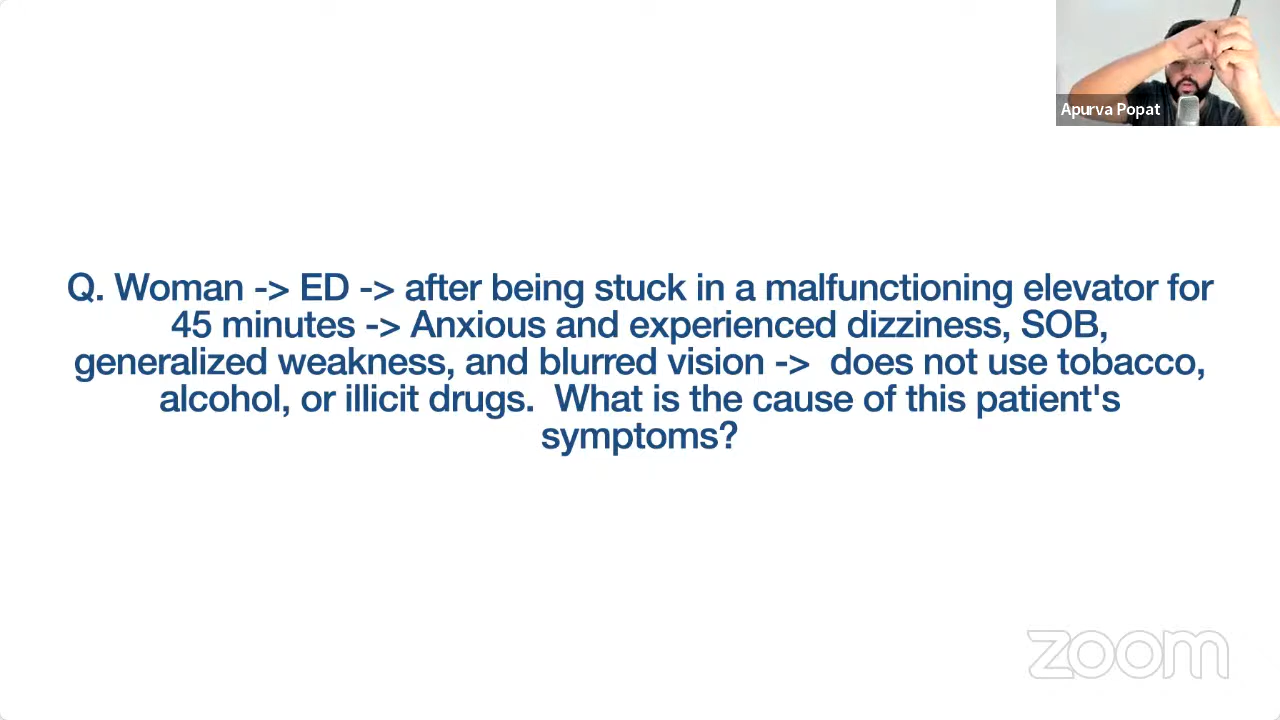 Apurva Popat
Q. Woman -> ED -> after being stuck in a malfunctioning elevator for
45 minutes -> Anxious and experienced dizziness, SOB,
generalized weakness, and blurred vision ->  does not use tobacco,
alcohol, or illicit drugs.  What is the cause of this patient's
symptoms?
zoom